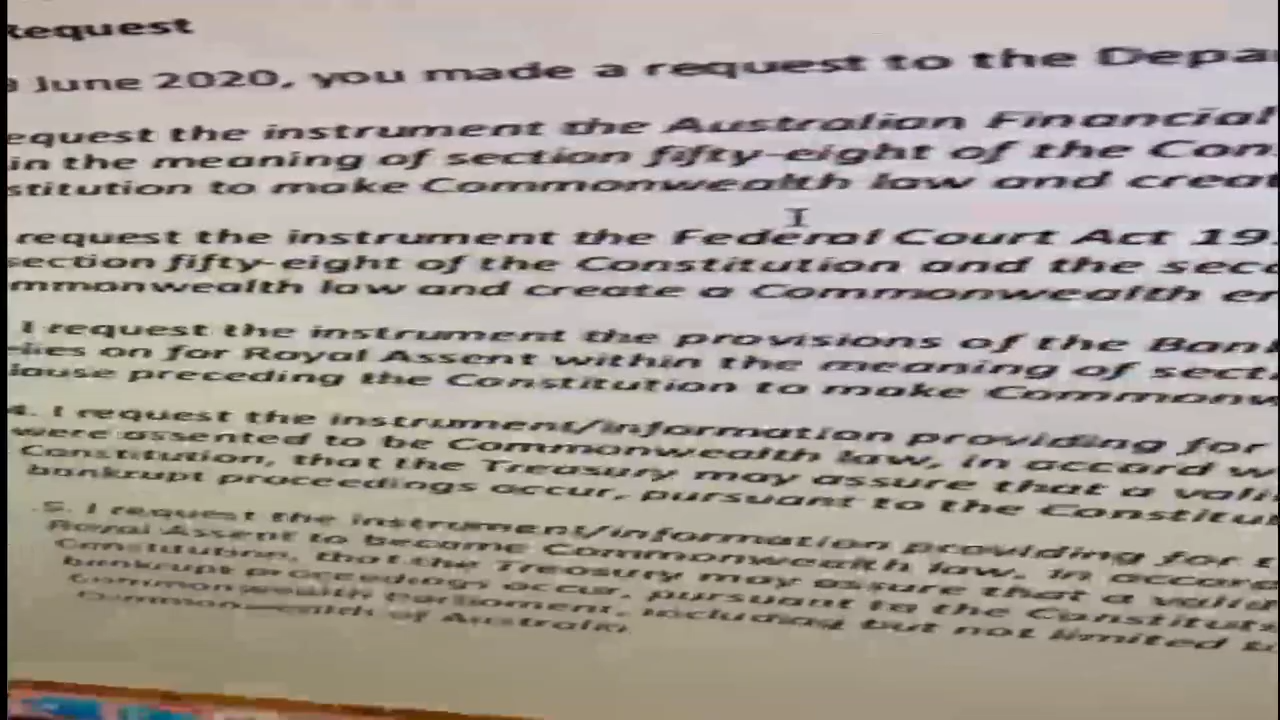 Request
June 2020, you made a request to the Depa
equest the instrument the Australian Financial
in the meaning of section fifty-eight of the Con
stitution to make Commonwealth law and creat
request the instrument the Federal Court Act 19
section fifty-eight of the Constitution and the sec
mmonwealth law and create a Commonwealth en
I request the instrument the provisions of the Ban
lies on for Royal Assent within the meaning of sect
lause preceding the Constitution to make Commonw
4. I request the instrument/information providing for
were assented to be Commonwealth law, in accord w
Constitution, that the Treasury may assure that a vali
bankrupt proceedings occur, pursuant to the Constitu
5. I request the instrument/information providing for t
Royal Assent to become Commonwealth law, in accord
Constitution, that the Treasury may assure that a valid
bankrupt proceedings occur, pursuant to the Constitut
Commonwealth Parliament, including but not limited to
Commonwealth of Australia